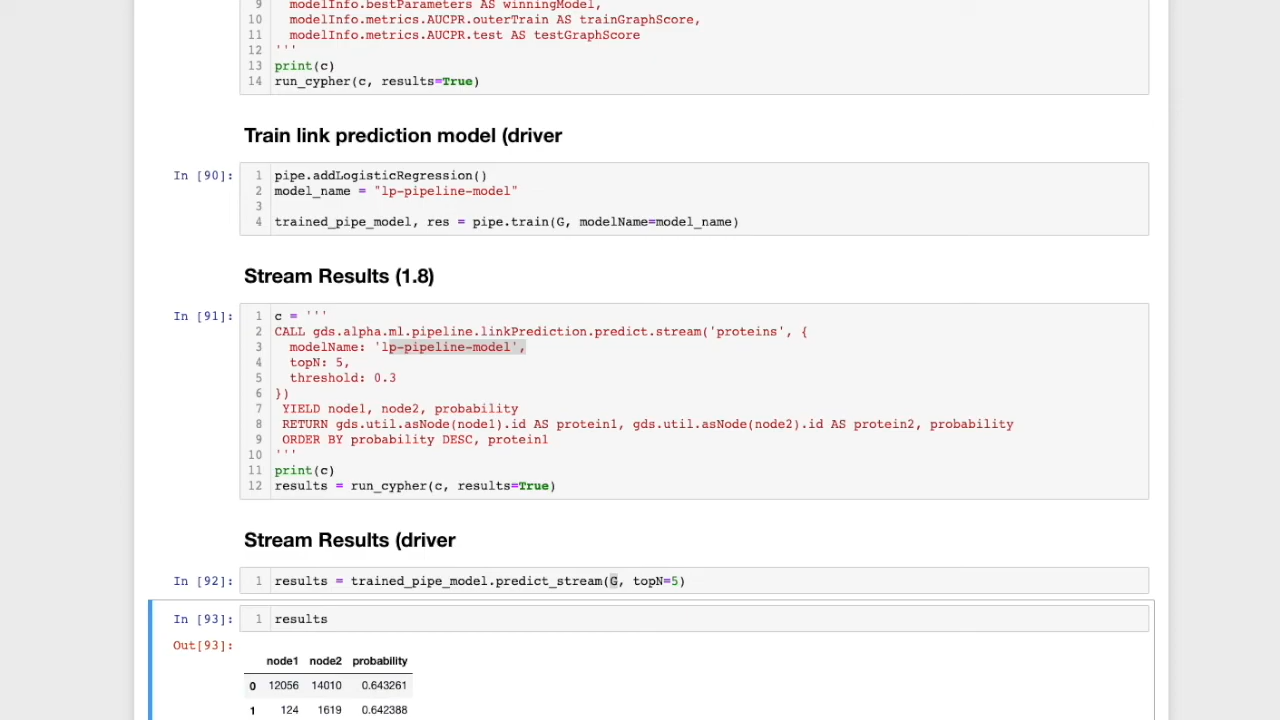 9 modelInfo.bestParameters AS winningModel,
10 modelInfo.metrics.AUCPR.outerTrain AS trainGraphScore,
11 modelInfo.metrics.AUCPR.test AS testGraphScore
12 '''
13 print(c)
14 run_cypher(c, results=True)
Train link prediction model (driver
In [90]: 1 pipe.addLogisticRegression()
2 model_name = "lp-pipeline-model"
3
4 trained_pipe_model, res = pipe.train(G, modelName=model_name)
Stream Results (1.8)
In [91]: 1 c = '''
2 CALL gds.alpha.ml.pipeline.linkPrediction.predict.stream('proteins', {
3 modelName: 'lp-pipeline-model',
4 topN: 5,
5 threshold: 0.3
6 })
7 YIELD node1, node2, probability
8 RETURN gds.util.asNode(node1).id AS protein1, gds.util.asNode(node2).id AS protein2, probability
9 ORDER BY probability DESC, protein1
10 '''
11 print(c)
12 results = run_cypher(c, results=True)
Stream Results (driver
In [92]: 1 results = trained_pipe_model.predict_stream(G, topN=5)
In [93]: 1 results
Out[93]:
node1 node2 probability
0 12056 14010 0.643261
1 124 1619 0.642388